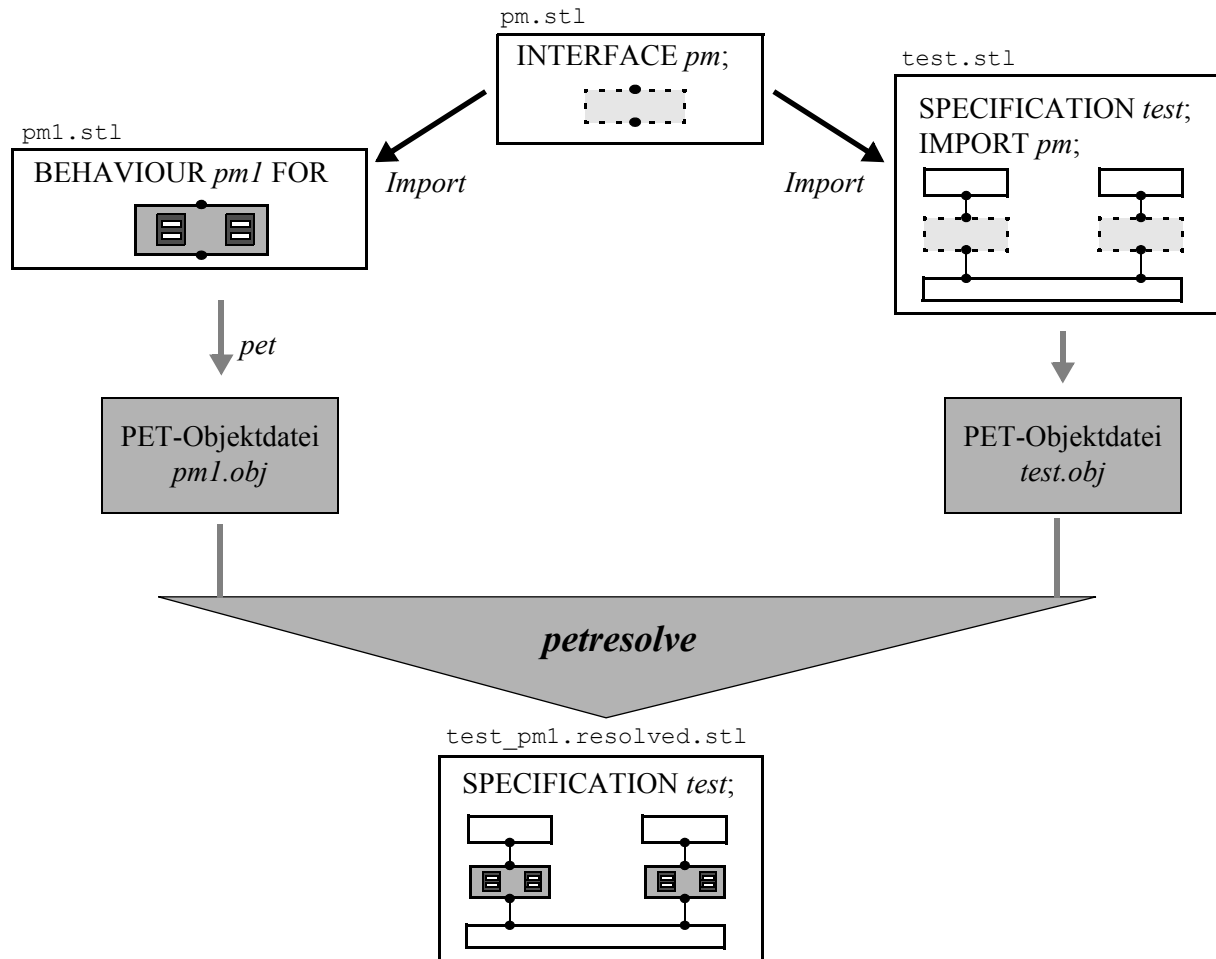 pm.stl
INTERFACE pm;
test.stl
SPECIFICATION test;
IMPORT pm;
pm1.stl
BEHAVIOUR pm1 FOR
Import
Import
pet
PET-Objektdatei
pm1.obj
PET-Objektdatei
test.obj
petresolve
test_pm1.resolved.stl
SPECIFICATION test;